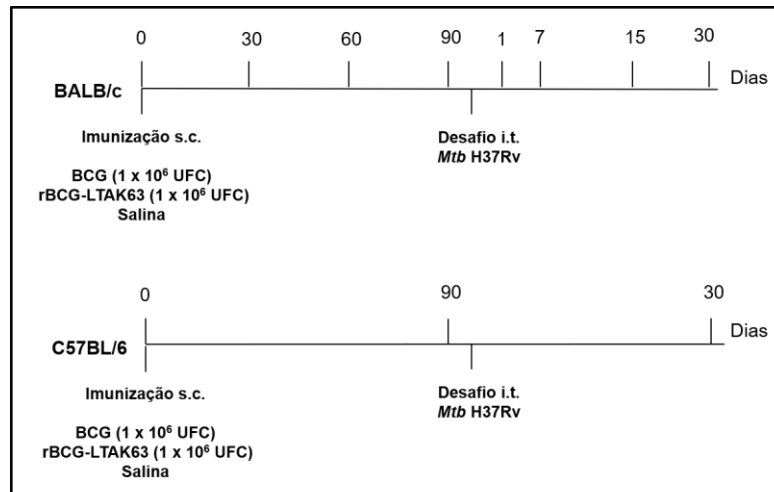 0 30 60 90 1 7 15 30
Dias
BALB/c
Imunização s.c.
Desafio i.t.
Mtb H37Rv
BCG (1 x 10⁶ UFC)
rBCG-LTAK63 (1 x 10⁶ UFC)
Salina
0 90 30
Dias
C57BL/6
Imunização s.c.
Desafio i.t.
Mtb H37Rv
BCG (1 x 10⁶ UFC)
rBCG-LTAK63 (1 x 10⁶ UFC)
Salina